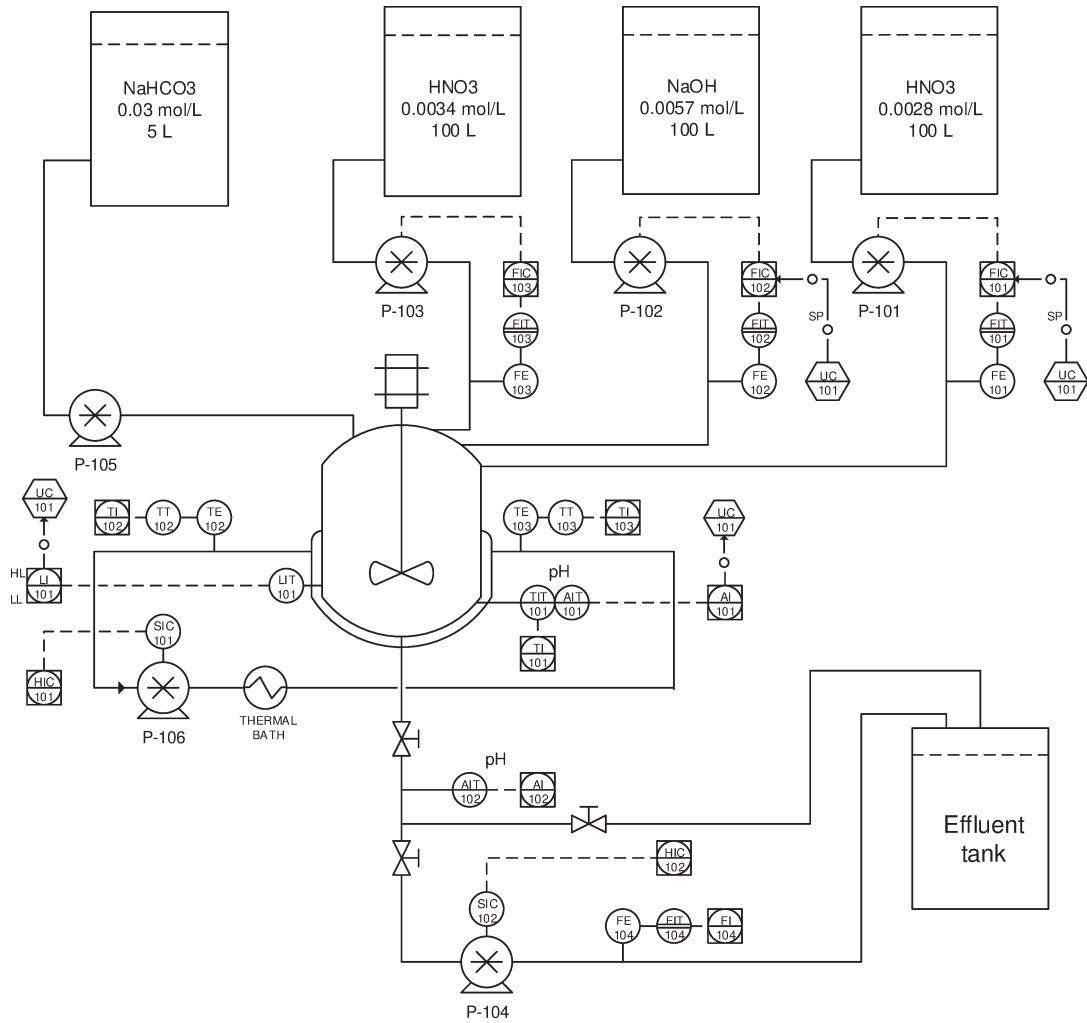 NaHCO3
0.03 mol/L
5 L
HNO3
0.0034 mol/L
100 L
NaOH
0.0057 mol/L
100 L
HNO3
0.0028 mol/L
100 L
P-103
FIC
103
FIT
103
FE
103
P-102
FIC
102
FIT
102
FE
102
SP
UC
101
P-101
FIC
101
FIT
101
FE
101
SP
UC
101
P-105
UC
101
TI
102
TT
102
TE
102
TE
103
TT
103
TI
103
UC
101
HL
LI
101
LL
LIT
101
pH
TIT
101
AIT
101
AI
101
TI
101
SIC
101
HIC
101
P-106
THERMAL
BATH
pH
AIT
102
AI
102
HIC
102
SIC
102
FE
104
FIT
104
FI
104
P-104
Effluent
tank